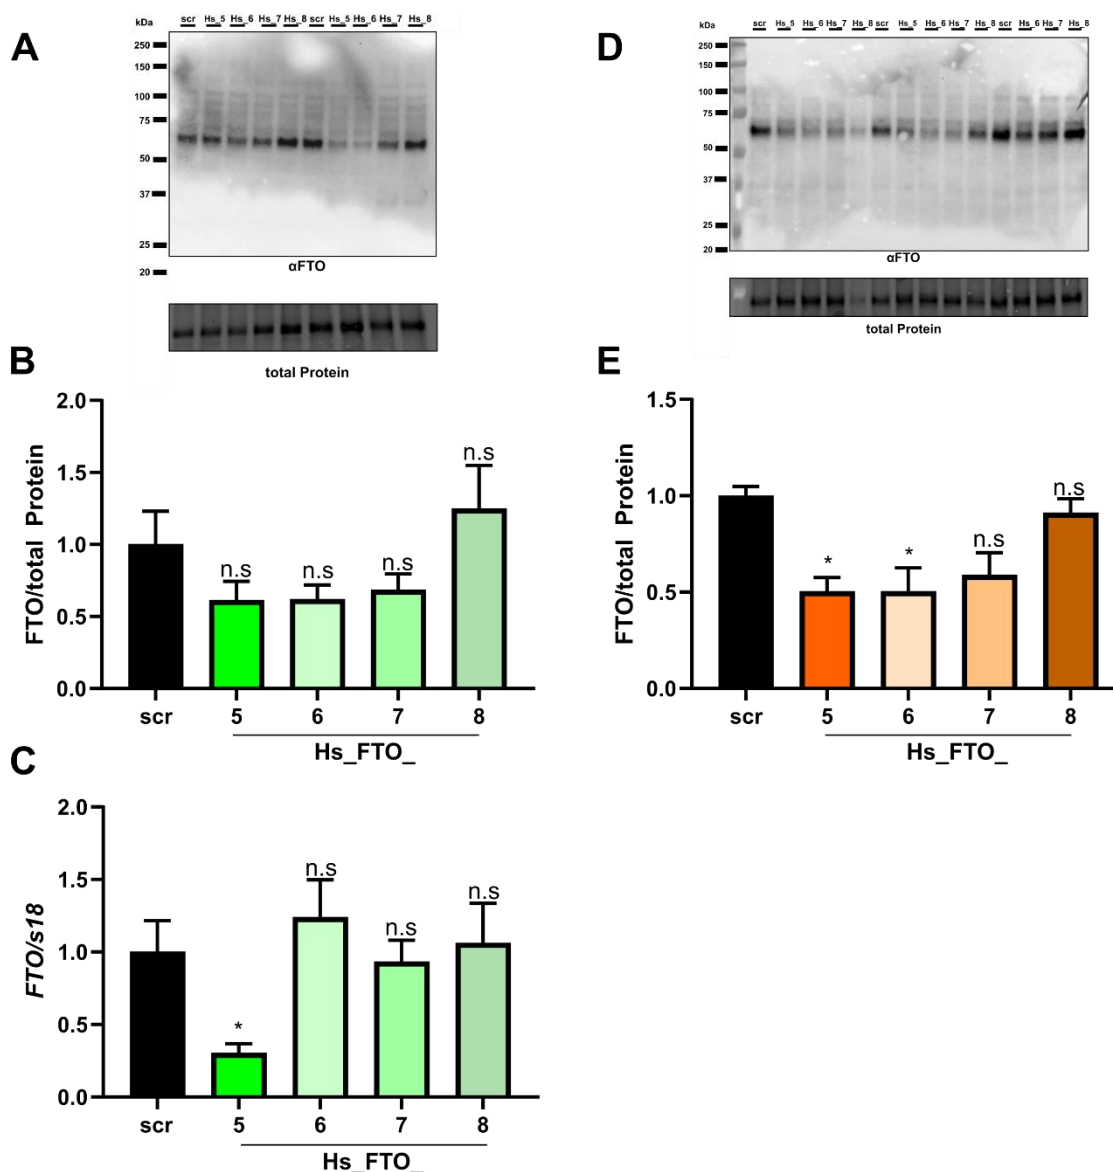 A
kDa
scr Hs_5 Hs_6 Hs_7 Hs_8 scr Hs_5 Hs_6 Hs_7 Hs_8
250
150
100
75
50
37
25
20
αFTO
total Protein
D
kDa
scr Hs_5 Hs_6 Hs_7 Hs_8 scr Hs_5 Hs_6 Hs_7 Hs_8 scr Hs_6 Hs_7 Hs_8
250
150
100
75
50
37
25
20
αFTO
total Protein
B
FTO/total Protein
2.0
1.5
1.0
0.5
0.0
n.s n.s n.s n.s
scr 5 6 7 8
Hs_FTO_
E
FTO/total Protein
1.5
1.0
0.5
0.0
* * n.s n.s
scr 5 6 7 8
Hs_FTO_
C
FTO/s18
2.0
1.5
1.0
0.5
0.0
* n.s n.s n.s
scr 5 6 7 8
Hs_FTO_